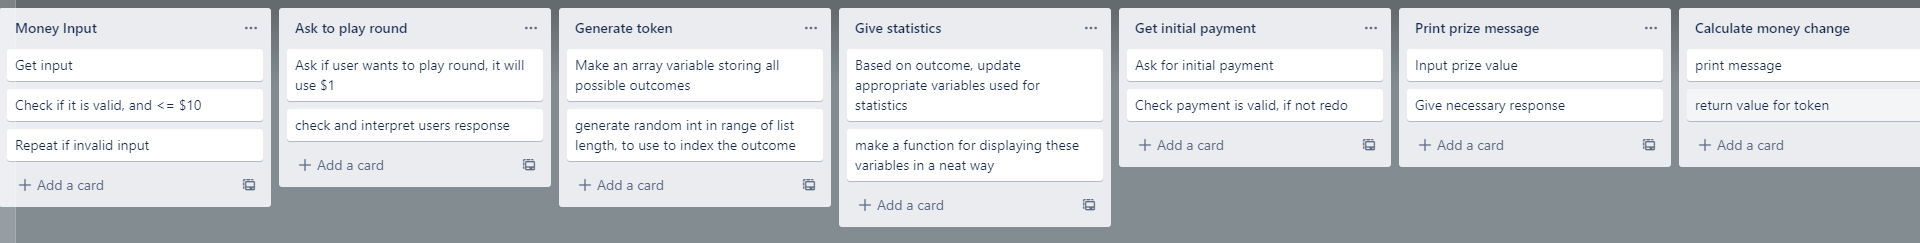 Money Input
Get input
Check if it is valid, and <= $10
Repeat if invalid input
Add a card
Ask to play round
Ask if user wants to play round, it will
use $1
check and interpret users response
Add a card
Generate token
Make an array variable storing all
possible outcomes
generate random int in range of list
length, to use to index the outcome
Add a card
Give statistics
Based on outcome, update
appropriate variables used for
statistics
make a function for displaying these
variables in a neat way
Add a card
Get initial payment
Ask for initial payment
Check payment is valid, if not redo
Add a card
Print prize message
Input prize value
Give necessary response
Add a card
Calculate money change
print message
return value for token
Add a card